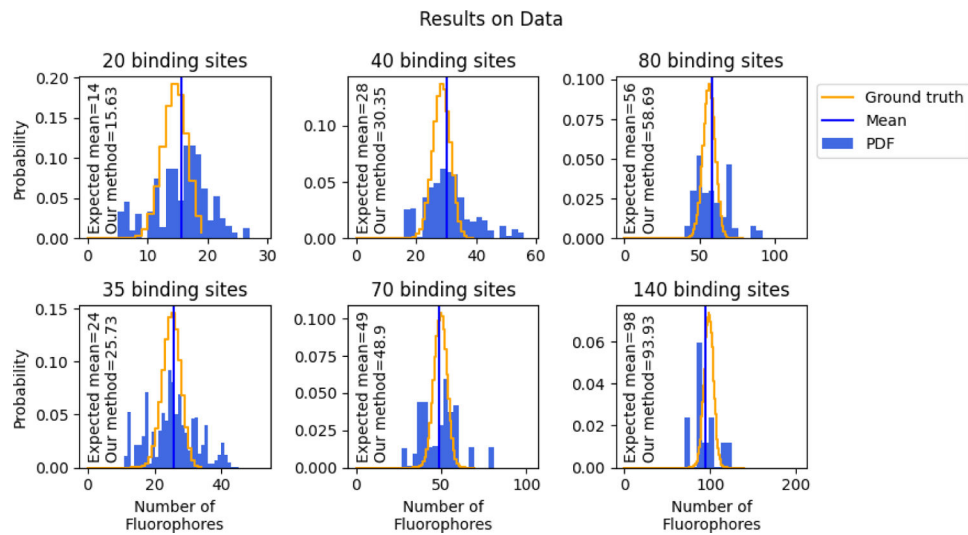 Results on Data
20 binding sites
Probability
0.20
0.15
0.10
0.05
0.00
Expected mean=14
Our method=15.63
0
10
20
30
40 binding sites
0.10
0.05
0.00
Expected mean=28
Our method=30.35
0
20
40
60
80 binding sites
0.100
0.075
0.050
0.025
0.000
Expected mean=56
Our method=58.69
0
50
100
Ground truth
Mean
PDF
35 binding sites
Probability
0.15
0.10
0.05
0.00
Expected mean=24
Our method=25.73
0
20
40
Number of
Fluorophores
70 binding sites
0.100
0.075
0.050
0.025
0.000
Expected mean=49
Our method=48.9
0
50
100
Number of
Fluorophores
140 binding sites
0.06
0.04
0.02
0.00
Expected mean=98
Our method=93.93
0
100
200
Number of
Fluorophores